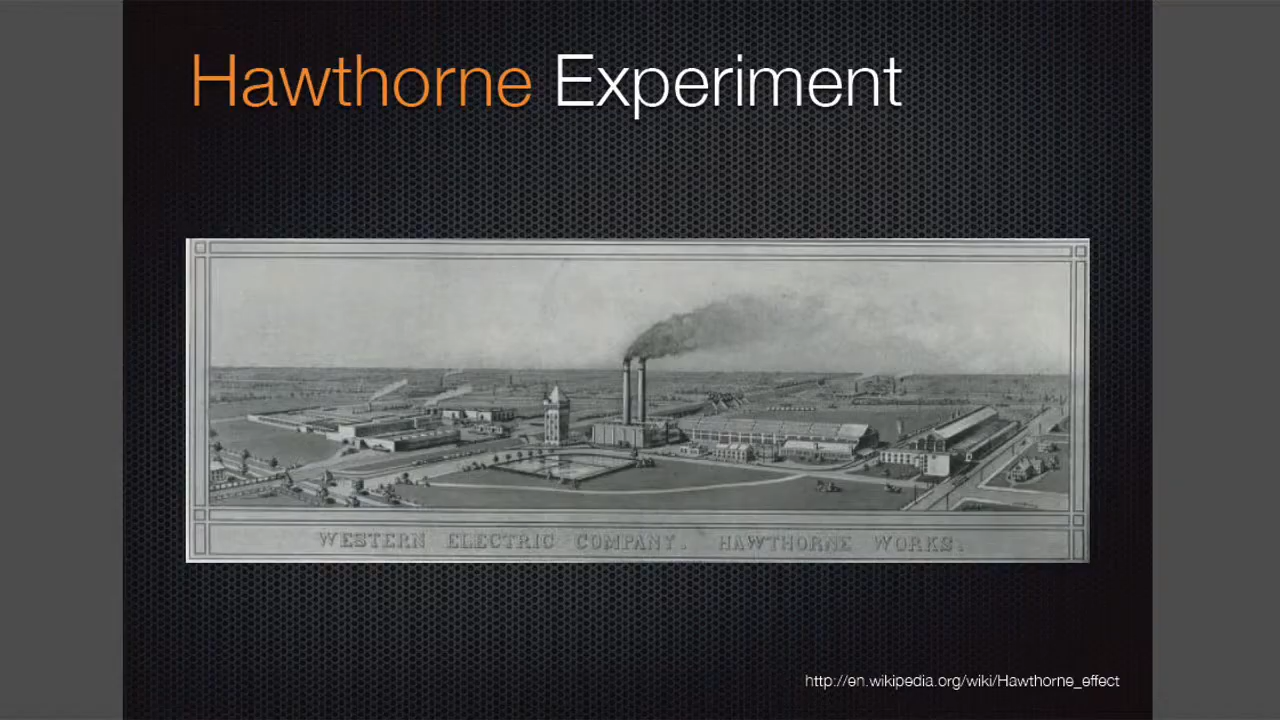 Hawthorne Experiment
WESTERN ELECTRIC COMPANY. HAWTHORNE WORKS.
http://en.wikipedia.org/wiki/Hawthorne_effect